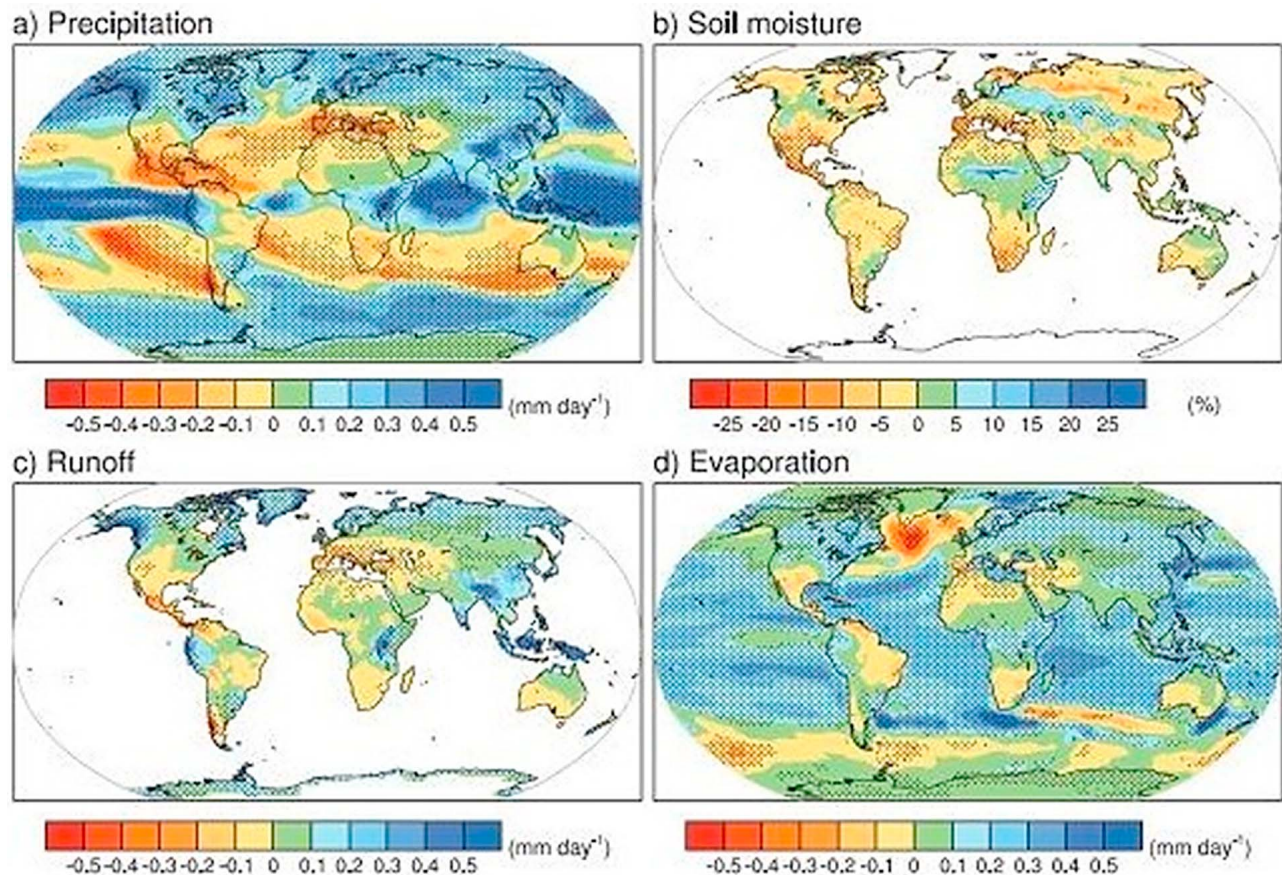 a) Precipitation
b) Soil moisture
-0.5 -0.4 -0.3 -0.2 -0.1 0 0.1 0.2 0.3 0.4 0.5 (mm day⁻¹)
-25 -20 -15 -10 -5 0 5 10 15 20 25 (%)
c) Runoff
d) Evaporation
-0.5 -0.4 -0.3 -0.2 -0.1 0 0.1 0.2 0.3 0.4 0.5 (mm day⁻¹)
-0.5 -0.4 -0.3 -0.2 -0.1 0 0.1 0.2 0.3 0.4 0.5 (mm day⁻¹)